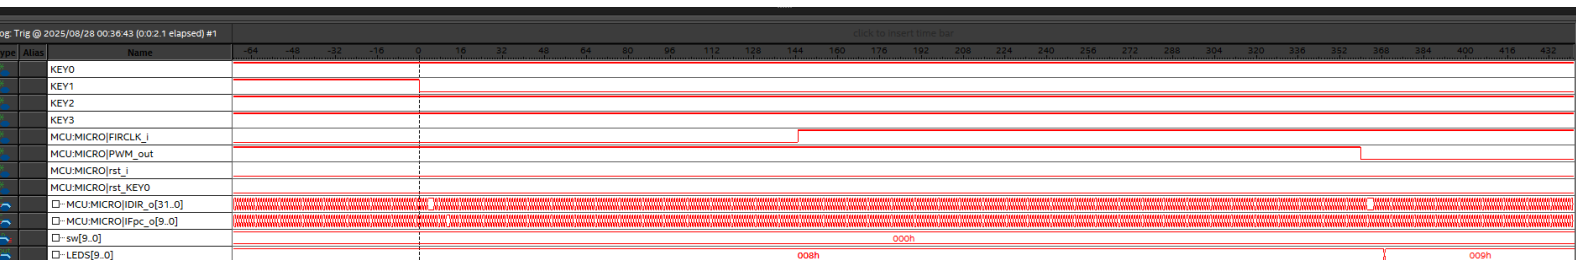 og: Trig @ 2025/08/28 00:36:43 (0:0:2.1 elapsed) #1 click to insert time bar
ype Alias Name -64 -48 -32 -16 0 16 32 48 64 80 96 112 128 144 160 176 192 208 224 240 256 272 288 304 320 336 352 368 384 400 416 432
KEY0
KEY1
KEY2
KEY3
MCU:MICRO|FIRCLK_i
MCU:MICRO|PWM_out
MCU:MICRO|rst_i
MCU:MICRO|rst_KEY0
MCU:MICRO|IDIR_o[31..0]
MCU:MICRO|IFpc_o[9..0]
sw[9..0] 000h
LEDS[9..0] 008h 009h